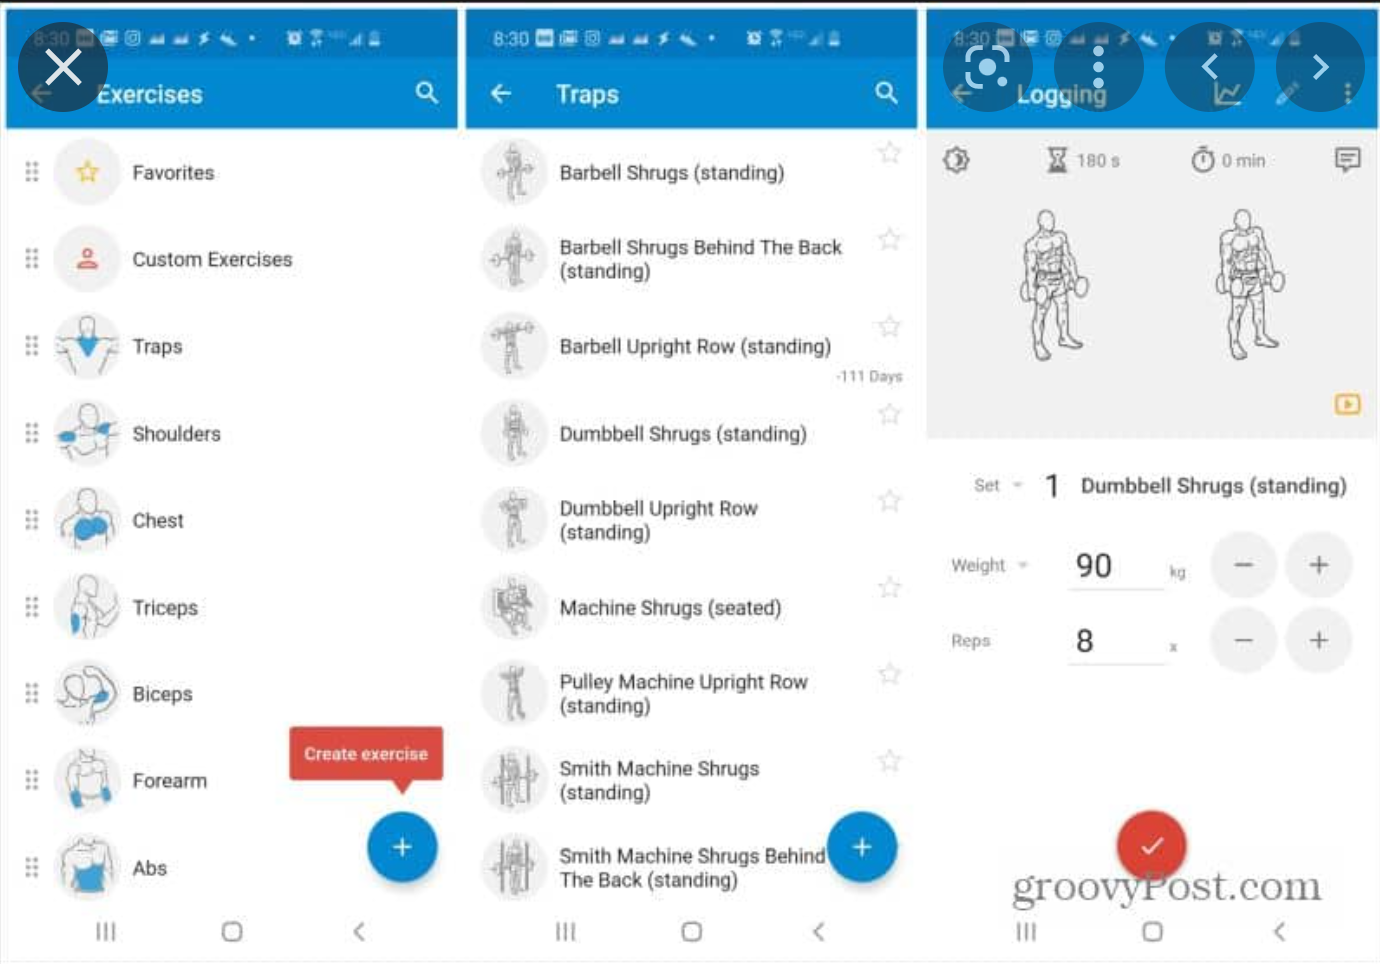 8:30
Exercises
Favorites
Custom Exercises
Traps
Shoulders
Chest
Triceps
Biceps
Create exercise
Forearm
Abs
8:30
Traps
Barbell Shrugs (standing)
Barbell Shrugs Behind The Back
(standing)
Barbell Upright Row (standing)
-111 Days
Dumbbell Shrugs (standing)
Dumbbell Upright Row
(standing)
Machine Shrugs (seated)
Pulley Machine Upright Row
(standing)
Smith Machine Shrugs
(standing)
Smith Machine Shrugs Behind
The Back (standing)
8:30
Logging
180 s
0 min
Set 1 Dumbbell Shrugs (standing)
Weight 90 kg
Reps 8 x
groovyPost.com